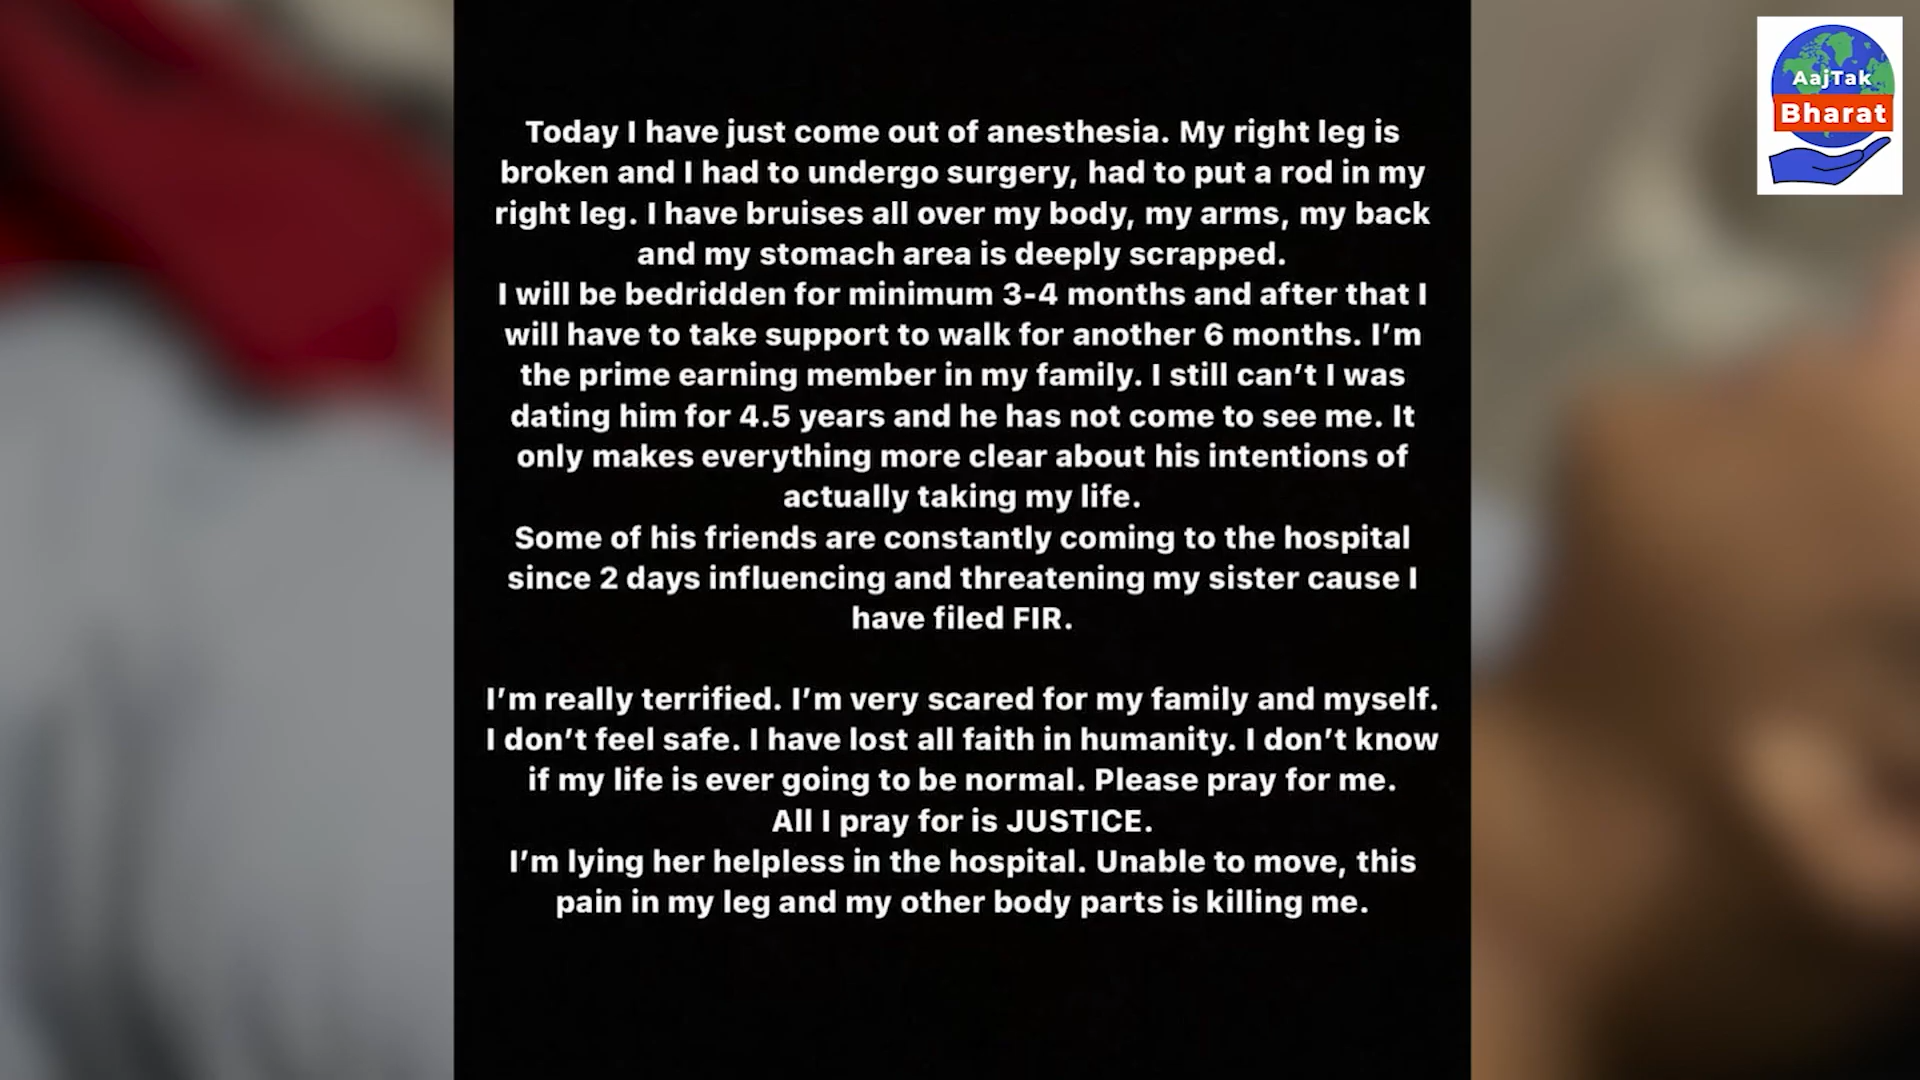 AajTak
Bharat
Today I have just come out of anesthesia. My right leg is
broken and I had to undergo surgery, had to put a rod in my
right leg. I have bruises all over my body, my arms, my back
and my stomach area is deeply scrapped.
I will be bedridden for minimum 3-4 months and after that I
will have to take support to walk for another 6 months. I’m
the prime earning member in my family. I still can’t I was
dating him for 4.5 years and he has not come to see me. It
only makes everything more clear about his intentions of
actually taking my life.
Some of his friends are constantly coming to the hospital
since 2 days influencing and threatening my sister cause I
have filed FIR.
I’m really terrified. I’m very scared for my family and myself.
I don’t feel safe. I have lost all faith in humanity. I don’t know
if my life is ever going to be normal. Please pray for me.
All I pray for is JUSTICE.
I’m lying her helpless in the hospital. Unable to move, this
pain in my leg and my other body parts is killing me.